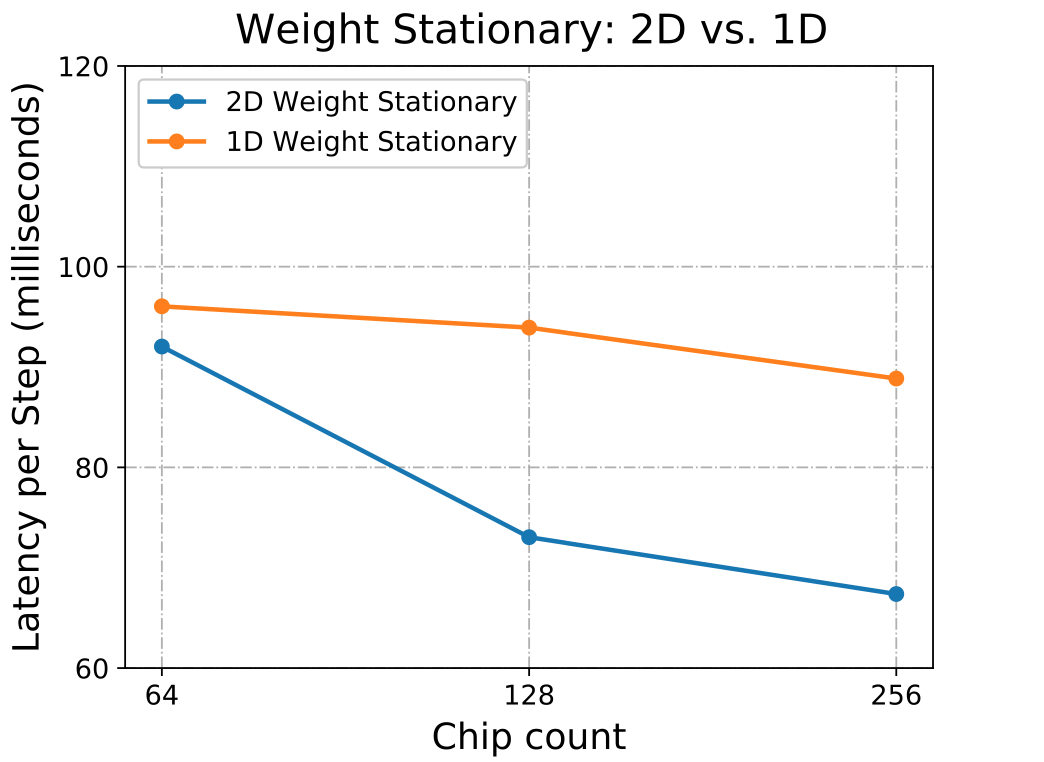 Weight Stationary: 2D vs. 1D
120
2D Weight Stationary
1D Weight Stationary
100
80
60
Latency per Step (milliseconds)
64 128 256
Chip count